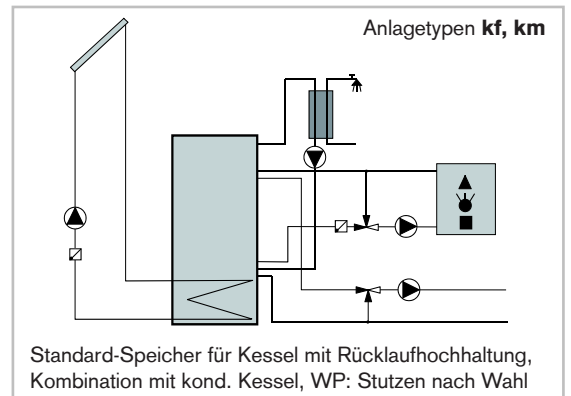 Anlagetypen kf, km
Standard-Speicher für Kessel mit Rücklaufhochhaltung,
Kombination mit kond. Kessel, WP: Stutzen nach Wahl